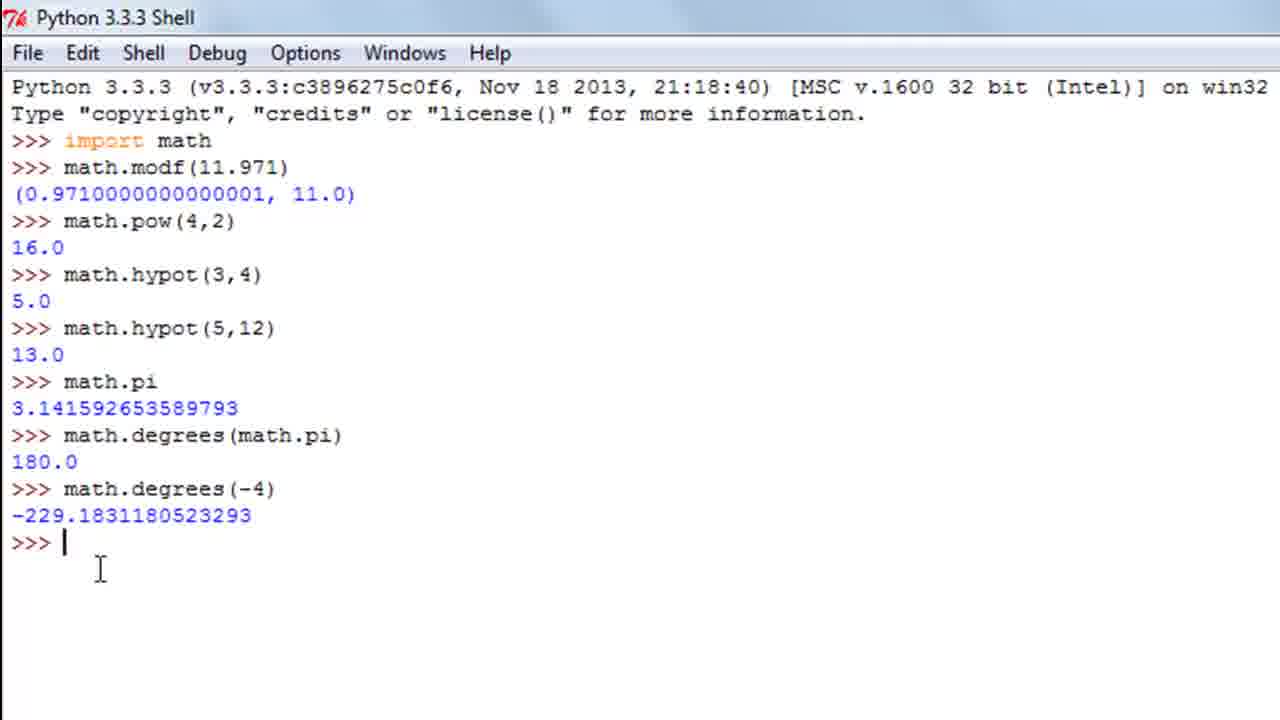 Python 3.3.3 Shell
File Edit Shell Debug Options Windows Help
Python 3.3.3 (v3.3.3:c3896275c0f6, Nov 18 2013, 21:18:40) [MSC v.1600 32 bit (Intel)] on win32
Type "copyright", "credits" or "license()" for more information.
>>> import math
>>> math.modf(11.971)
(0.9710000000000001, 11.0)
>>> math.pow(4,2)
16.0
>>> math.hypot(3,4)
5.0
>>> math.hypot(5,12)
13.0
>>> math.pi
3.141592653589793
>>> math.degrees(math.pi)
180.0
>>> math.degrees(-4)
-229.1831180523293
>>>